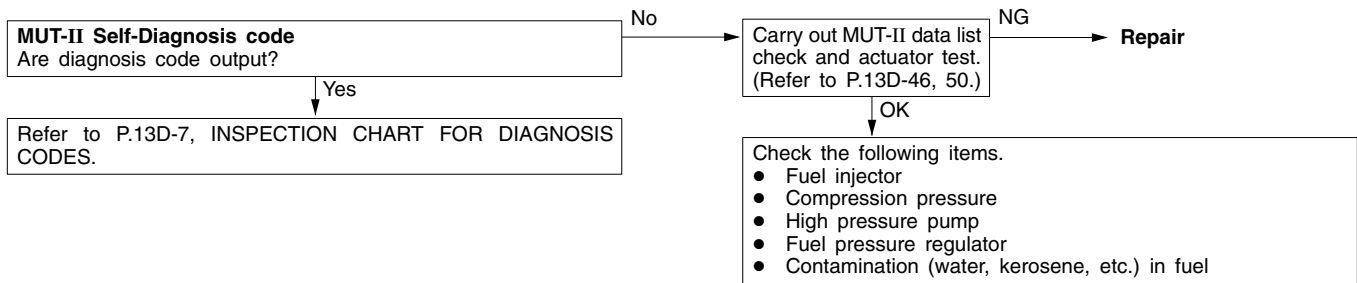 MUT-II Self-Diagnosis code
Are diagnosis code output?
No
Carry out MUT-II data list
check and actuator test.
(Refer to P.13D-46, 50.)
NG
Repair
Yes
OK
Refer to P.13D-7, INSPECTION CHART FOR DIAGNOSIS
CODES.
Check the following items.
● Fuel injector
● Compression pressure
● High pressure pump
● Fuel pressure regulator
● Contamination (water, kerosene, etc.) in fuel